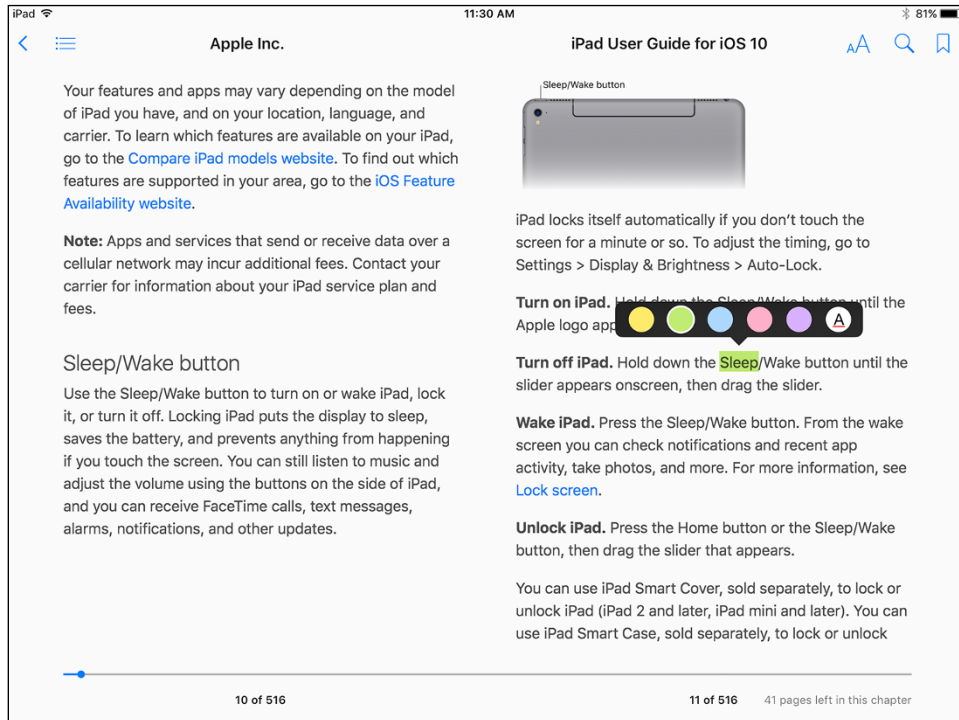 iPad 11:30 AM 81%
Apple Inc.
iPad User Guide for iOS 10
AA
Your features and apps may vary depending on the model
of iPad you have, and on your location, language, and
carrier. To learn which features are available on your iPad,
go to the Compare iPad models website. To find out which
features are supported in your area, go to the iOS Feature
Availability website.
Note: Apps and services that send or receive data over a
cellular network may incur additional fees. Contact your
carrier for information about your iPad service plan and
fees.
Sleep/Wake button
Use the Sleep/Wake button to turn on or wake iPad, lock
it, or turn it off. Locking iPad puts the display to sleep,
saves the battery, and prevents anything from happening
if you touch the screen. You can still listen to music and
adjust the volume using the buttons on the side of iPad,
and you can receive FaceTime calls, text messages,
alarms, notifications, and other updates.
10 of 516
Sleep/Wake button
iPad locks itself automatically if you don’t touch the
screen for a minute or so. To adjust the timing, go to
Settings > Display & Brightness > Auto-Lock.
Turn on iPad. Hold down the Sleep/Wake button until the
Apple logo
A
Turn off iPad. Hold down the Sleep/Wake button until the
slider appears onscreen, then drag the slider.
Wake iPad. Press the Sleep/Wake button. From the wake
screen you can check notifications and recent app
activity, take photos, and more. For more information, see
Lock screen.
Unlock iPad. Press the Home button or the Sleep/Wake
button, then drag the slider that appears.
You can use iPad Smart Cover, sold separately, to lock or
unlock iPad (iPad 2 and later, iPad mini and later). You can
use iPad Smart Case, sold separately, to lock or unlock
11 of 516
41 pages left in this chapter